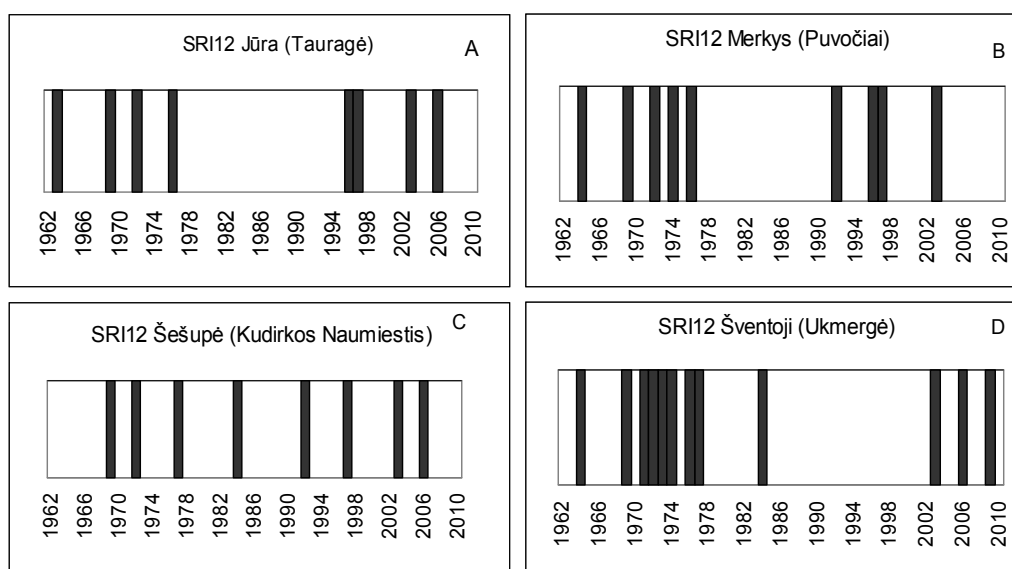 SRI12 Jūra (Tauragė)
A
1962 1966 1970 1974 1978 1982 1986 1990 1994 1998 2002 2006 2010
SRI12 Merkys (Puvočiai)
B
1962 1966 1970 1974 1978 1982 1986 1990 1994 1998 2002 2006 2010
SRI12 Šešupė (Kudirkos Naumiestis)
C
1962 1966 1970 1974 1978 1982 1986 1990 1994 1998 2002 2006 2010
SRI12 Šventoji (Ukmergė)
D
1962 1966 1970 1974 1978 1982 1986 1990 1994 1998 2002 2006 2010